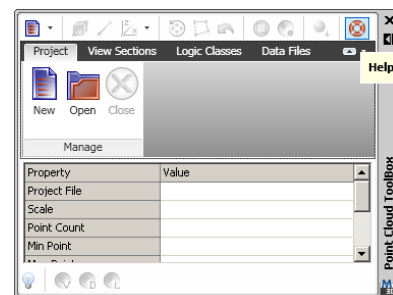 Project View Sections Logic Classes Data Files
Help
New Open Close
Manage
Property Value
Project File
Scale
Point Count
Min Point
Point Cloud ToolBox